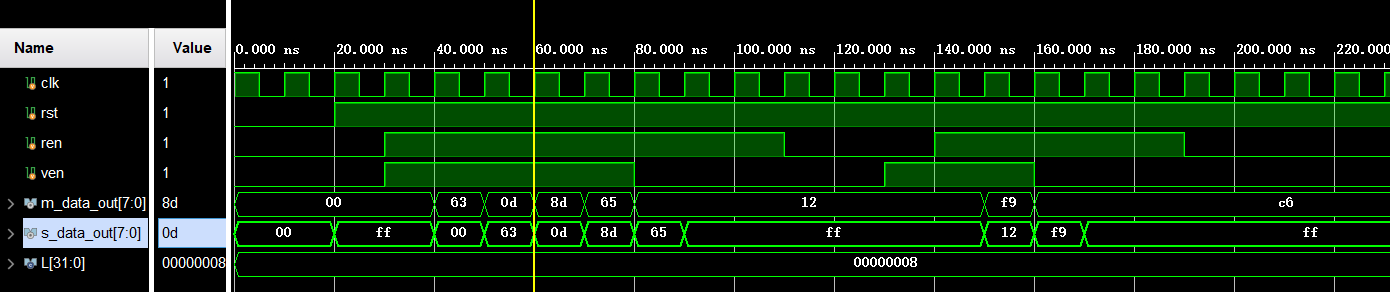 Name Value 0.000 ns 20.000 ns 40.000 ns 60.000 ns 80.000 ns 100.000 ns 120.000 ns 140.000 ns 160.000 ns 180.000 ns 200.000 ns 220.000
clk 1
rst 1
ren 1
ven 1
m_data_out[7:0] 8d 00 63 0d 8d 65 12 f9 c6
s_data_out[7:0] 0d 00 ff 00 63 0d 8d 65 ff 12 f9 ff
L[31:0] 00000008 00000008